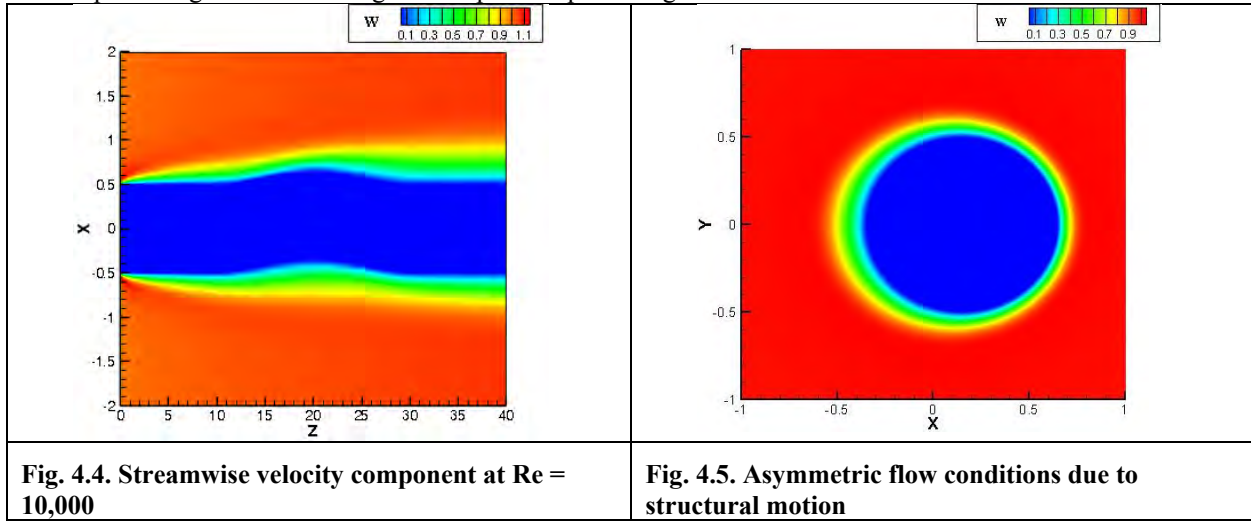 W
0.1 0.3 0.5 0.7 0.9 1.1
2
1.5
1
0.5
X
0
-0.5
-1
-1.5
-2
0 5 10 15 20 25 30 35 40
Z
W
0.1 0.3 0.5 0.7 0.9
1
0.5
Y
0
-0.5
-1
-1 -0.5 0 0.5 1
X
Fig. 4.4. Streamwise velocity component at Re =
10,000
Fig. 4.5. Asymmetric flow conditions due to
structural motion